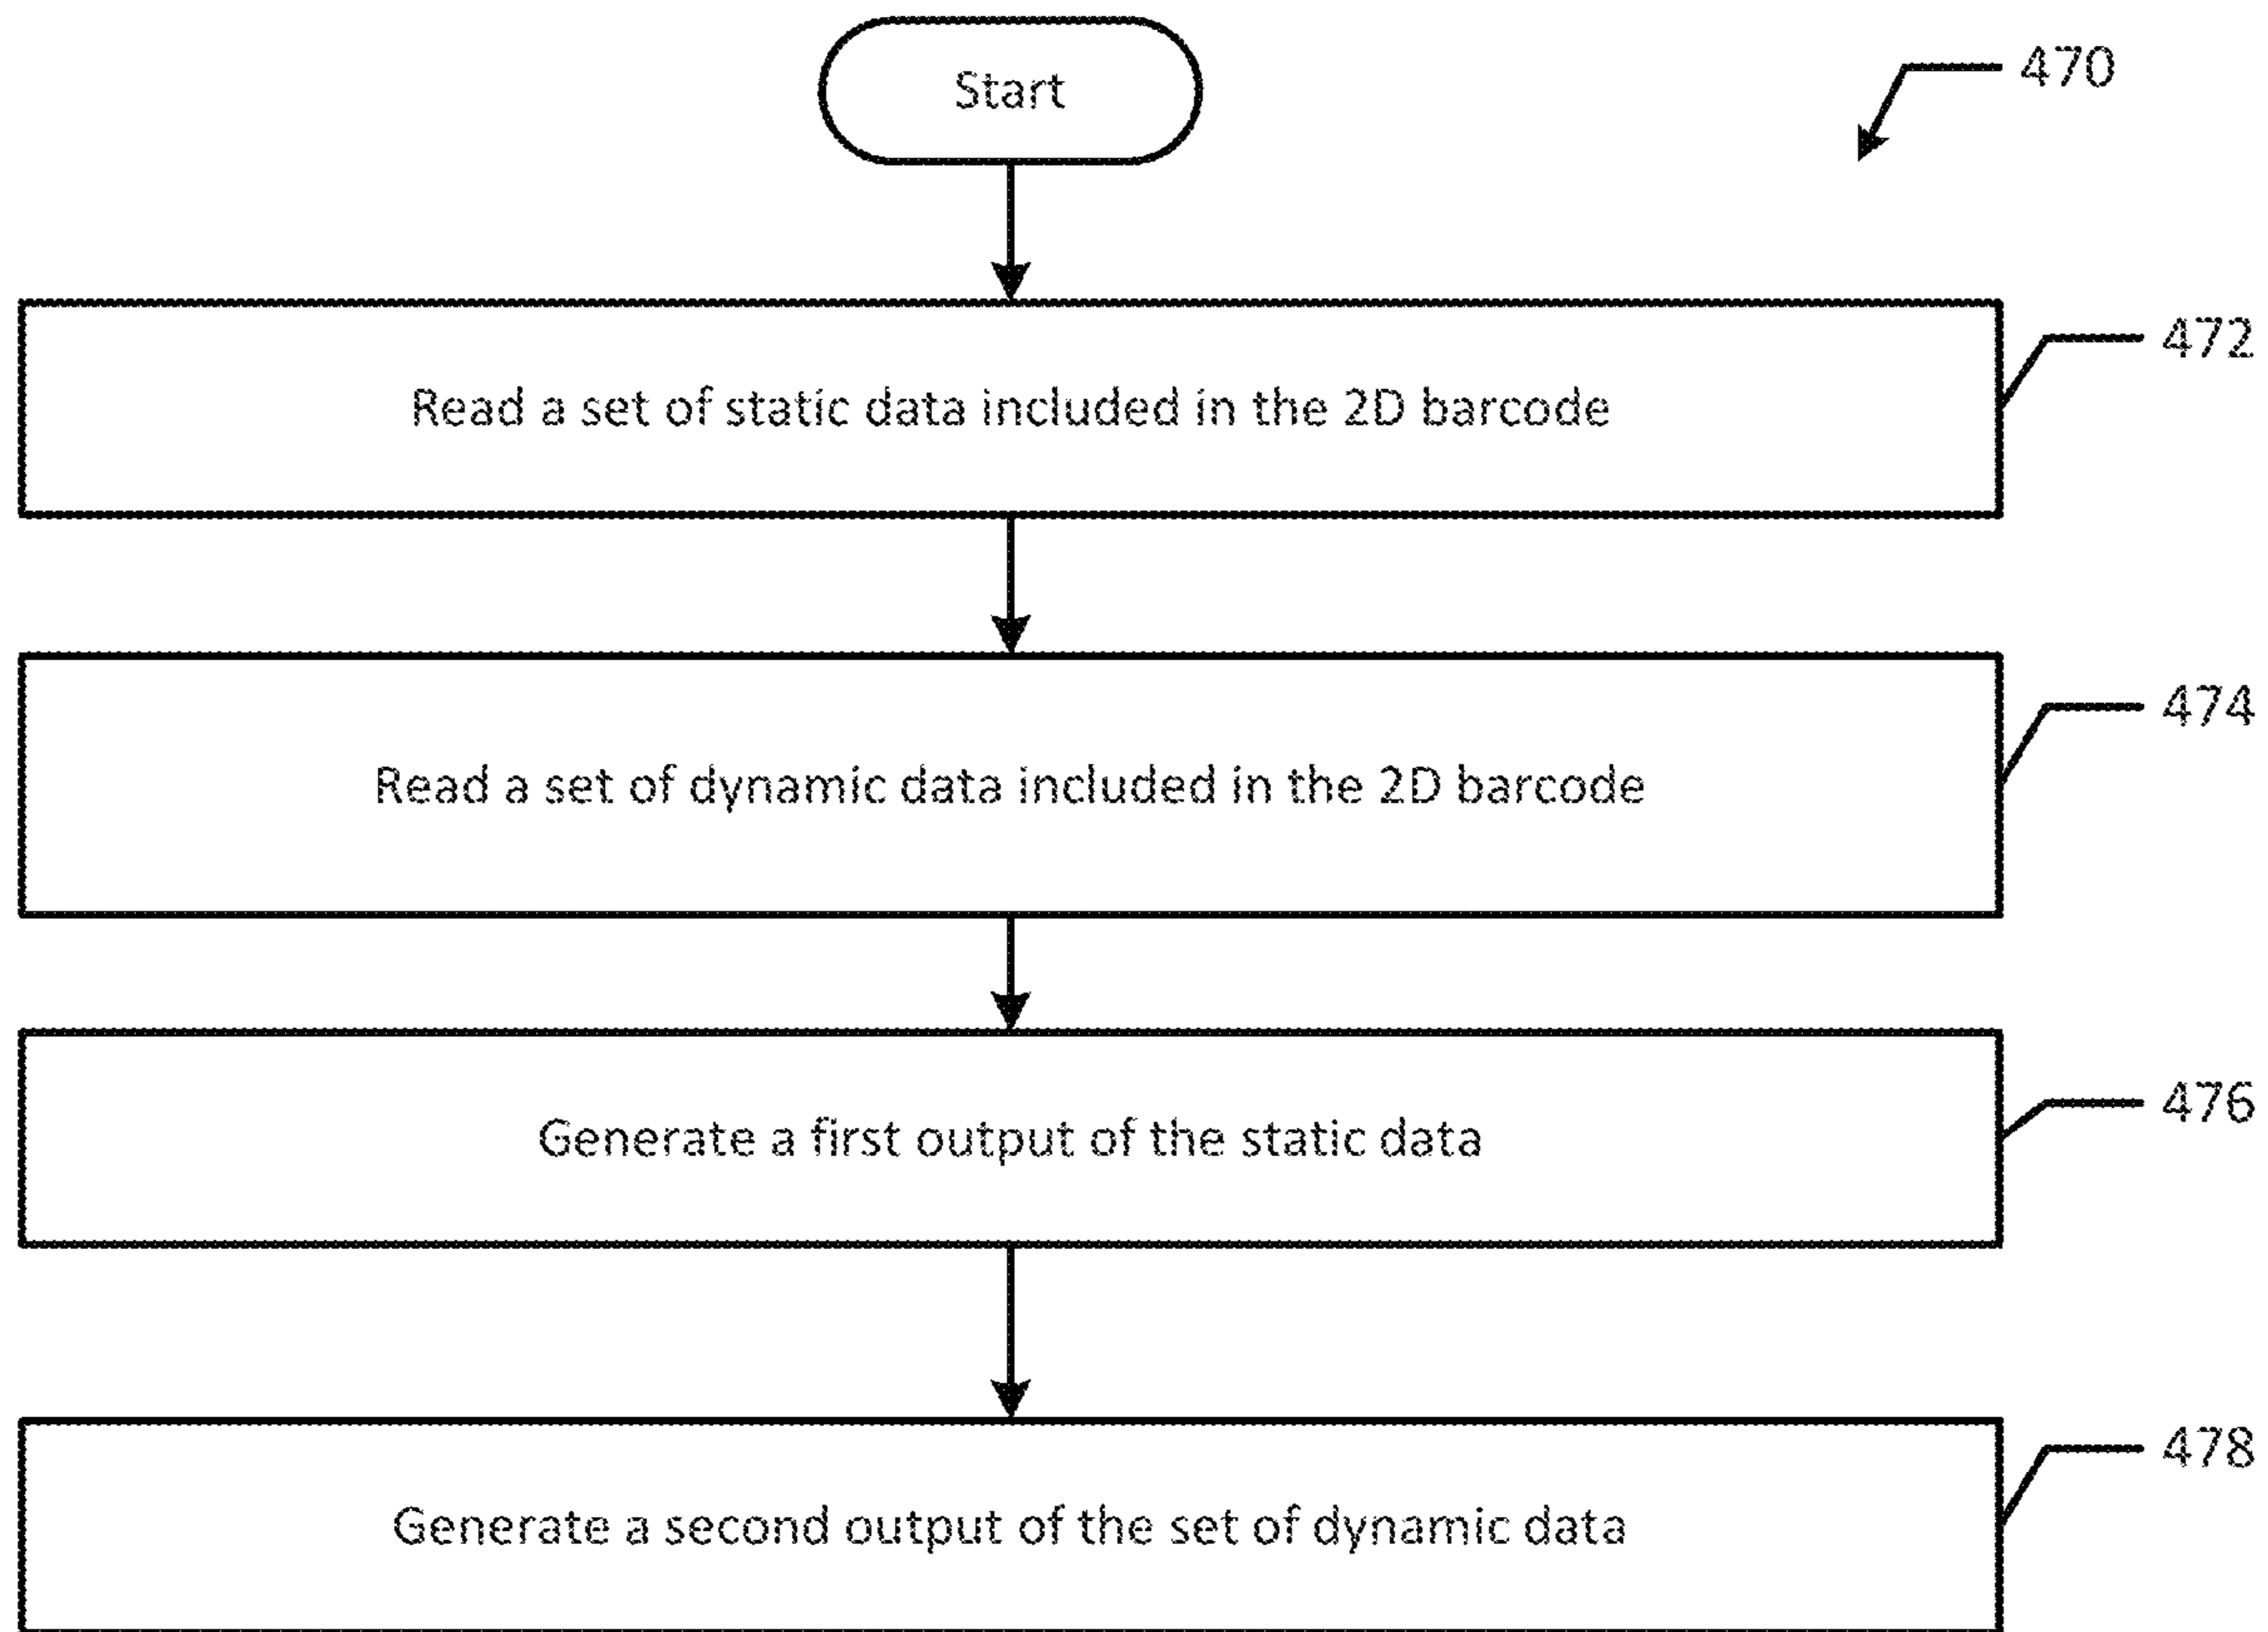 Start
470
472
Read a set of static data included in the 2D barcode
474
Read a set of dynamic data included in the 2D barcode
476
Generate a first output of the static data
478
Generate a second output of the set of dynamic data